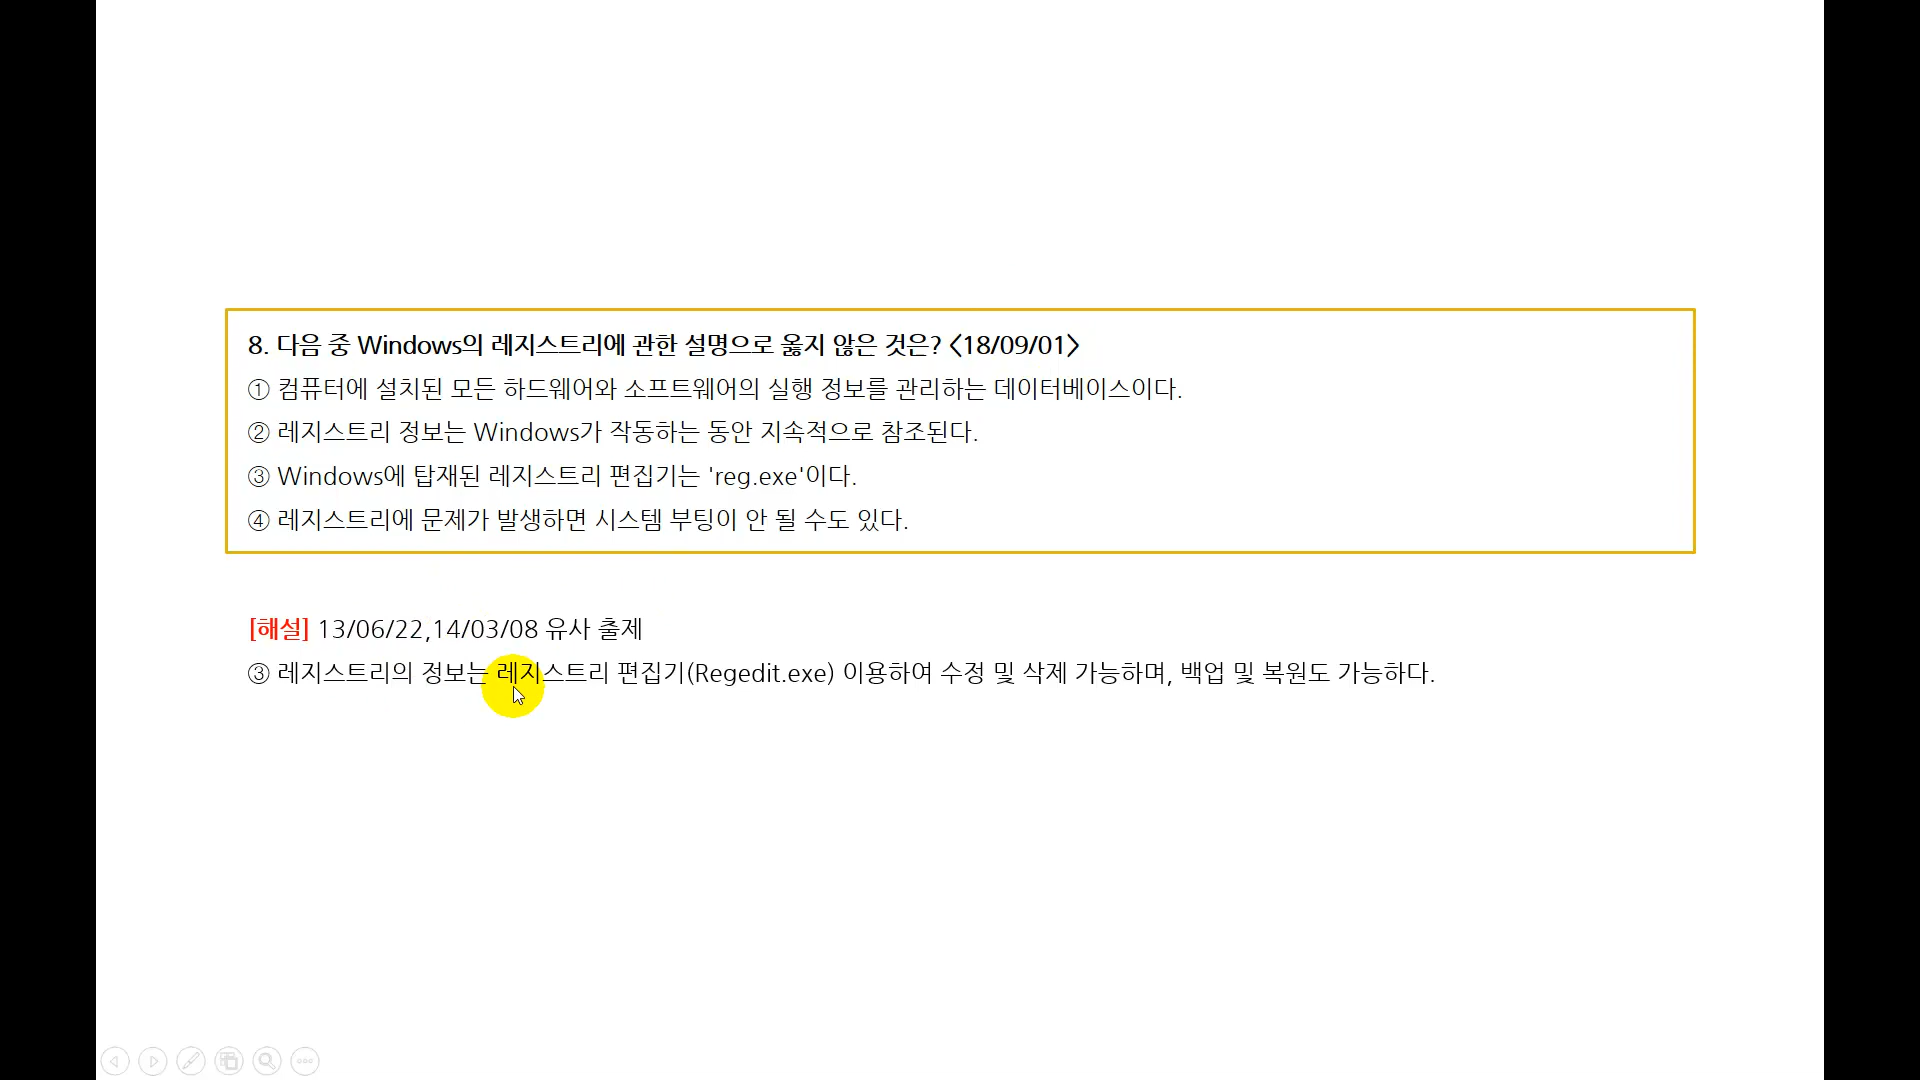 8. 다음 중 Windows의 레지스트리에 관한 설명으로 옳지 않은 것은? <18/09/01>
① 컴퓨터에 설치된 모든 하드웨어와 소프트웨어의 실행 정보를 관리하는 데이터베이스이다.
② 레지스트리 정보는 Windows가 작동하는 동안 지속적으로 참조된다.
③ Windows에 탑재된 레지스트리 편집기는 'reg.exe'이다.
④ 레지스트리에 문제가 발생하면 시스템 부팅이 안 될 수도 있다.
[해설] 13/06/22,14/03/08 유사 출제
③ 레지스트리의 정보는 레지스트리 편집기(Regedit.exe) 이용하여 수정 및 삭제 가능하며, 백업 및 복원도 가능하다.